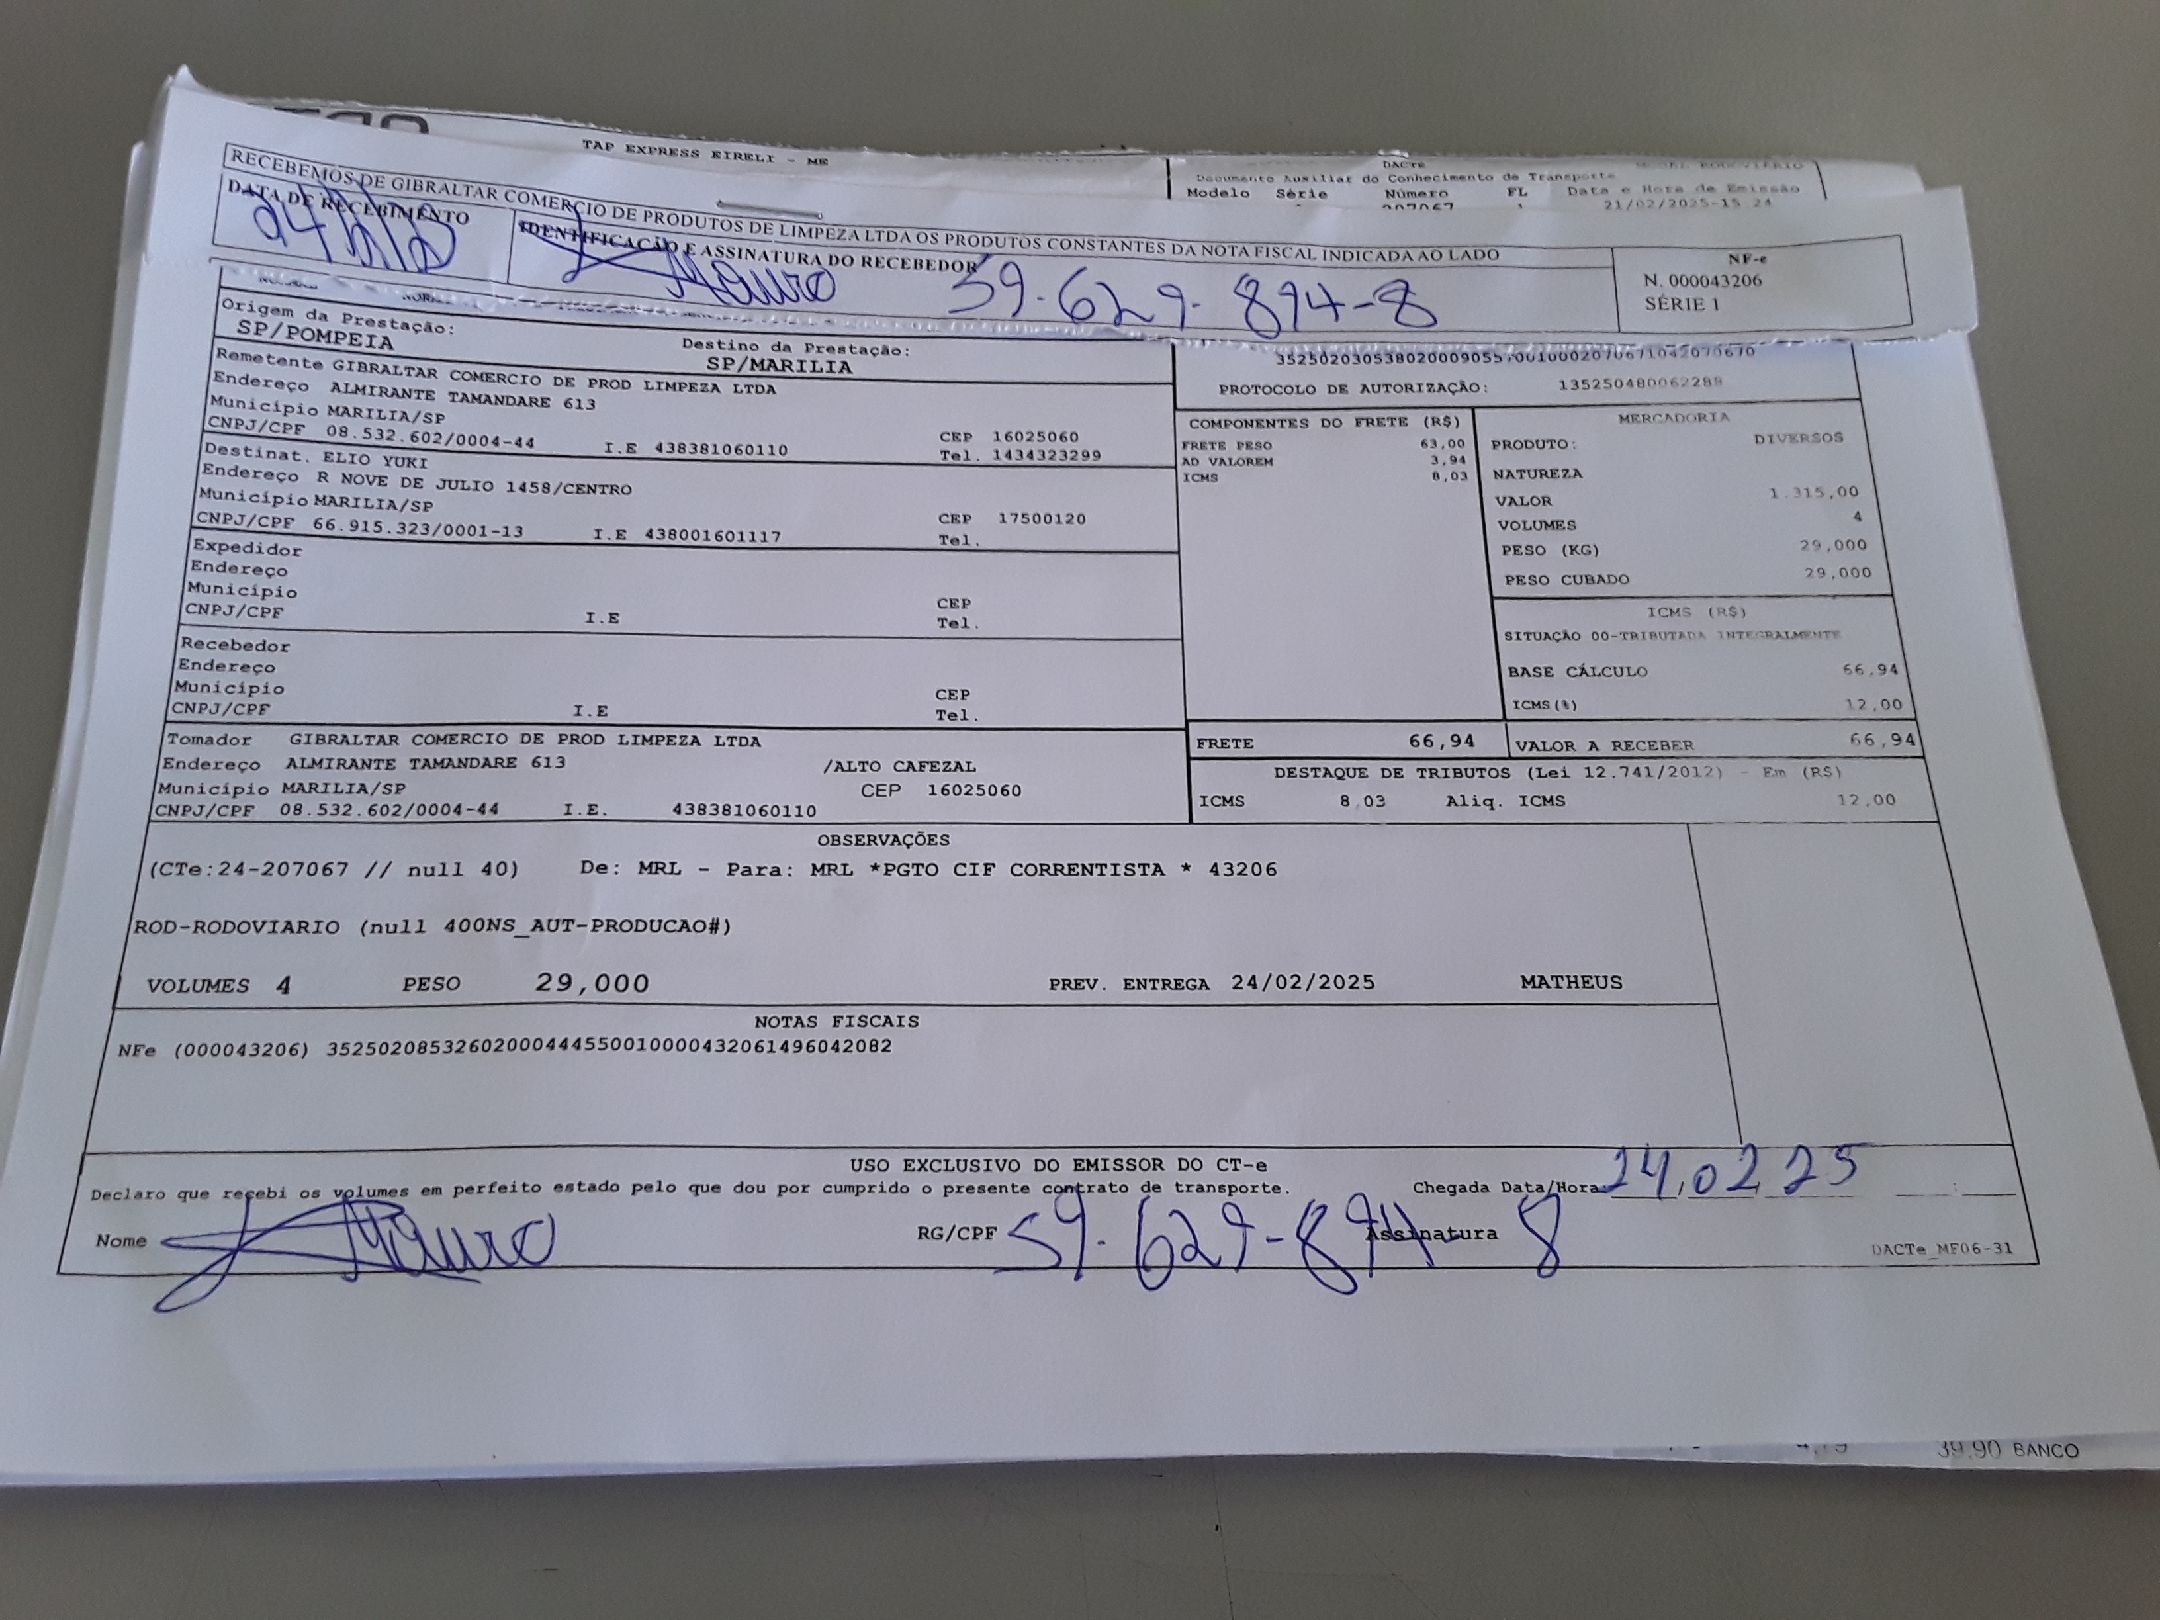 TAP EXPRESS EIRELI - ME
DACTe
Documento Auxiliar do Conhecimento de Transporte
Modelo Série Número FL Data e Hora de Emissão
207067 21/02/2025-15 24
RECEBEMOS DE GIBRALTAR COMERCIO DE PRODUTOS DE LIMPEZA LTDA OS PRODUTOS CONSTANTES DA NOTA FISCAL INDICADA AO LADO
DATA DE RECEBIMENTO
IDENTIFICAÇÃO E ASSINATURA DO RECEBEDOR
Mauro 59.629.894-8
NF-e
N. 000043206
SÉRIE 1
Origem da Prestação:
SP/POMPEIA
Destino da Prestação:
SP/MARILIA
PROTOCOLO DE AUTORIZAÇÃO: 135250480062288
Remetente GIBRALTAR COMERCIO DE PROD LIMPEZA LTDA
Endereço ALMIRANTE TAMANDARE 613
Município MARILIA/SP CEP 16025060
CNPJ/CPF 08.532.602/0004-44 I.E 438381060110 Tel. 1434323299
Destinat. ELIO YUKI
Endereço R NOVE DE JULIO 1458/CENTRO
Município MARILIA/SP CEP 17500120
CNPJ/CPF 66.915.323/0001-13 I.E 438001601117 Tel.
Expedidor
Endereço
Município CEP
CNPJ/CPF I.E Tel.
Recebedor
Endereço
Município CEP
CNPJ/CPF I.E Tel.
Tomador GIBRALTAR COMERCIO DE PROD LIMPEZA LTDA
Endereço ALMIRANTE TAMANDARE 613 /ALTO CAFEZAL
Município MARILIA/SP CEP 16025060
CNPJ/CPF 08.532.602/0004-44 I.E. 438381060110
COMPONENTES DO FRETE (R$)
FRETE PESO 63,00
AD VALOREM 3,94
ICMS 8,03
MERCADORIA
PRODUTO: DIVERSOS
NATUREZA
VALOR 1.315,00
VOLUMES 4
PESO (KG) 29,000
PESO CUBADO 29,000
ICMS (R$)
SITUAÇÃO 00-TRIBUTADA INTEGRALMENTE
BASE CÁLCULO 66,94
ICMS(%) 12,00
FRETE 66,94
VALOR A RECEBER 66,94
DESTAQUE DE TRIBUTOS (Lei 12.741/2012) - Em (R$)
ICMS 8,03 Aliq. ICMS 12,00
OBSERVAÇÕES
(CTe:24-207067 // null 40) De: MRL - Para: MRL *PGTO CIF CORRENTISTA * 43206
ROD-RODOVIARIO (null 400NS_AUT-PRODUCAO#)
VOLUMES 4 PESO 29,000 PREV. ENTREGA 24/02/2025 MATHEUS
NOTAS FISCAIS
NFe (000043206) 35250208532602000444550010000432061496042082
USO EXCLUSIVO DO EMISSOR DO CT-e
Declaro que recebi os volumes em perfeito estado pelo que dou por cumprido o presente contrato de transporte. Chegada Data/Hora 24,02,25
Nome Mauro RG/CPF 59.629-894-8 Assinatura
DACTe_MF06-31
39.90 BANCO